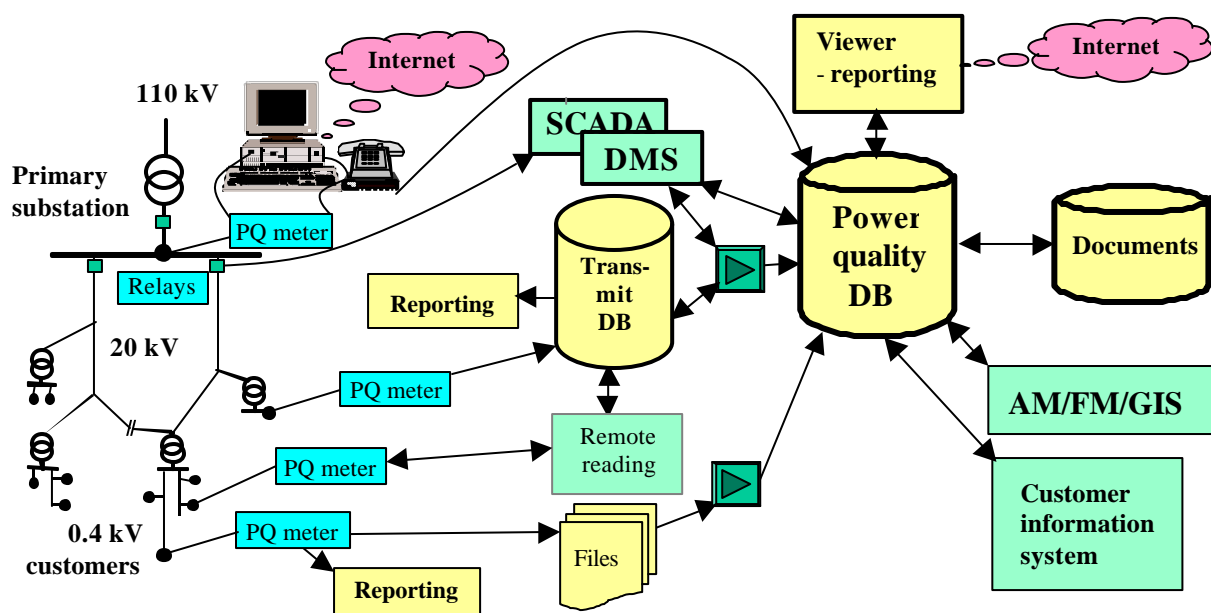 Internet
Viewer
- reporting
Internet
110 kV
SCADA
DMS
Primary
substation
PQ meter
Power
quality
DB
Documents
Relays
Trans-
mit
DB
Reporting
20 kV
PQ meter
AM/FM/GIS
Remote
reading
PQ meter
Customer
information
system
0.4 kV
customers
PQ meter
Files
Reporting